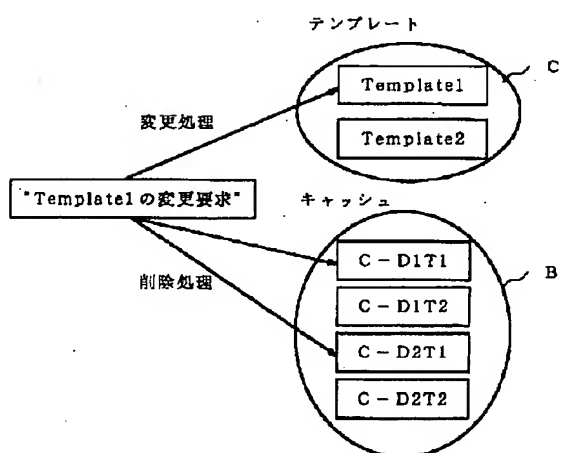 テンプレート
C
Template1
変更処理
Template2
"Template1の変更要求"
キャッシュ
C-D1T1
B
削除処理
C-D1T2
C-D2T1
C-D2T2